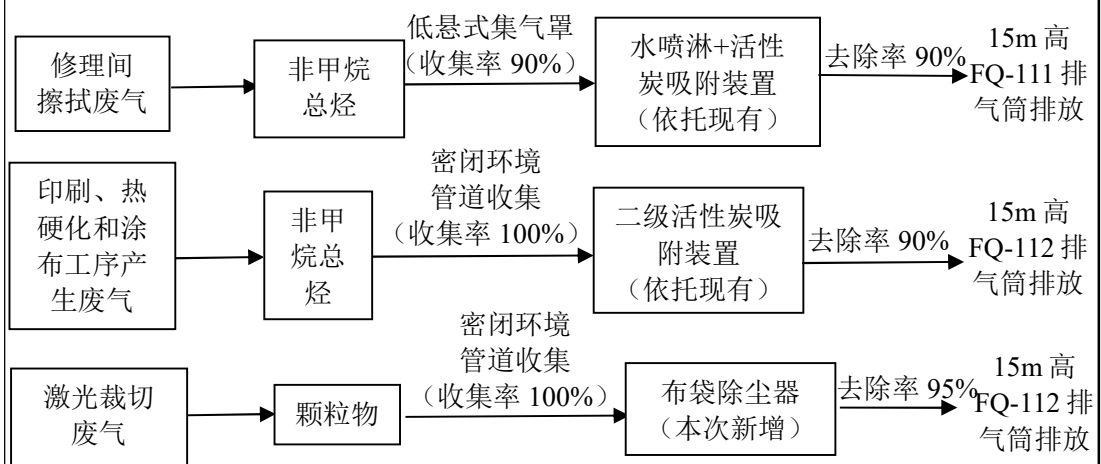 修理间
擦拭废气
非甲烷
总烃
低悬式集气罩
（收集率 90%）
水喷淋+活性
炭吸附装置
（依托现有）
去除率 90%
15m 高
FQ-111 排
气筒排放
印刷、热
硬化和涂
布工序产
生废气
非甲
烷总
烃
密闭环境
管道收集
（收集率 100%）
二级活性炭吸
附装置
（依托现有）
去除率 90%
15m 高
FQ-112 排
气筒排放
激光裁切
废气
颗粒物
密闭环境
管道收集
（收集率 100%）
布袋除尘器
（本次新增）
去除率 95%
15m 高
FQ-112 排
气筒排放